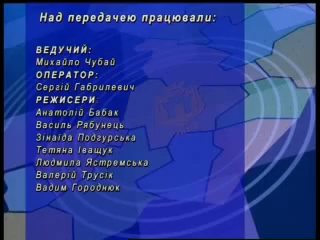 Над передачею працювали:
ВЕДУЧИЙ:
Михайло Чубай
ОПЕРАТОР:
Сергій Габрилевич
РЕЖИСЕРИ:
Анатолій Бабак
Василь Рябунець
Зінаїда Подгурська
Тетяна Іващук
Людмила Ястремська
Валерій Трусік
Вадим Городнюк